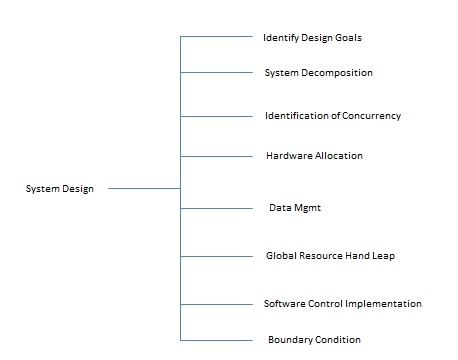 Identify Design Goals
System Decomposition
Identification of Concurrency
Hardware Allocation
System Design
Data Mgmt
Global Resource Hand Leap
Software Control Implementation
Boundary Condition